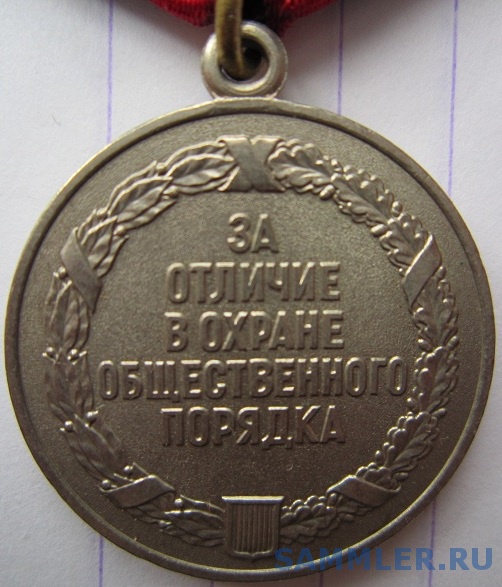 ЗА
ОТЛИЧИЕ
В ОХРАНЕ
ОБЩЕСТВЕННОГО
ПОРЯДКА
SAMMLER.RU